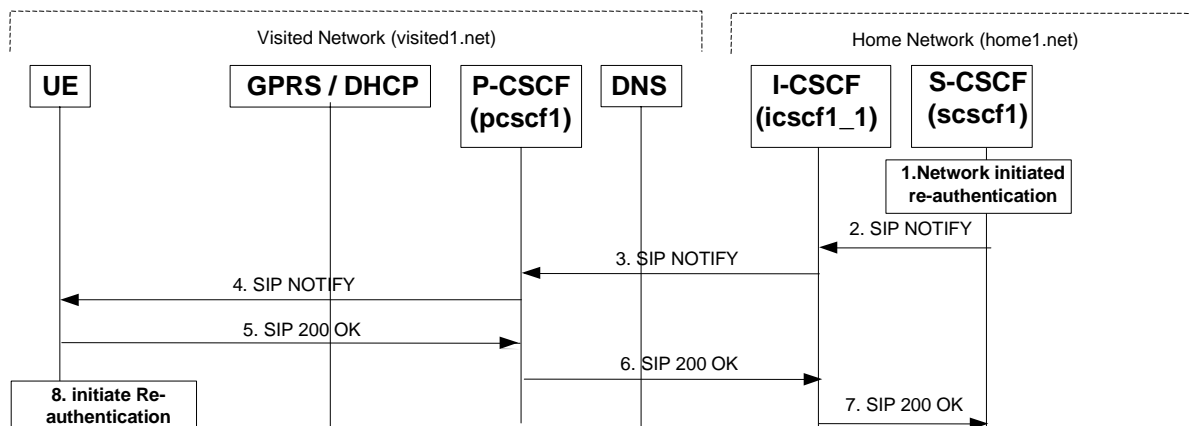 Visited Network (visited1.net)
Home Network (home1.net)
UE
GPRS / DHCP
P-CSCF
(pcscf1)
DNS
I-CSCF
(icscf1_1)
S-CSCF
(scscf1)
1.Network initiated
re-authentication
2. SIP NOTIFY
3. SIP NOTIFY
4. SIP NOTIFY
5. SIP 200 OK
6. SIP 200 OK
7. SIP 200 OK
8. initiate Re-
authentication